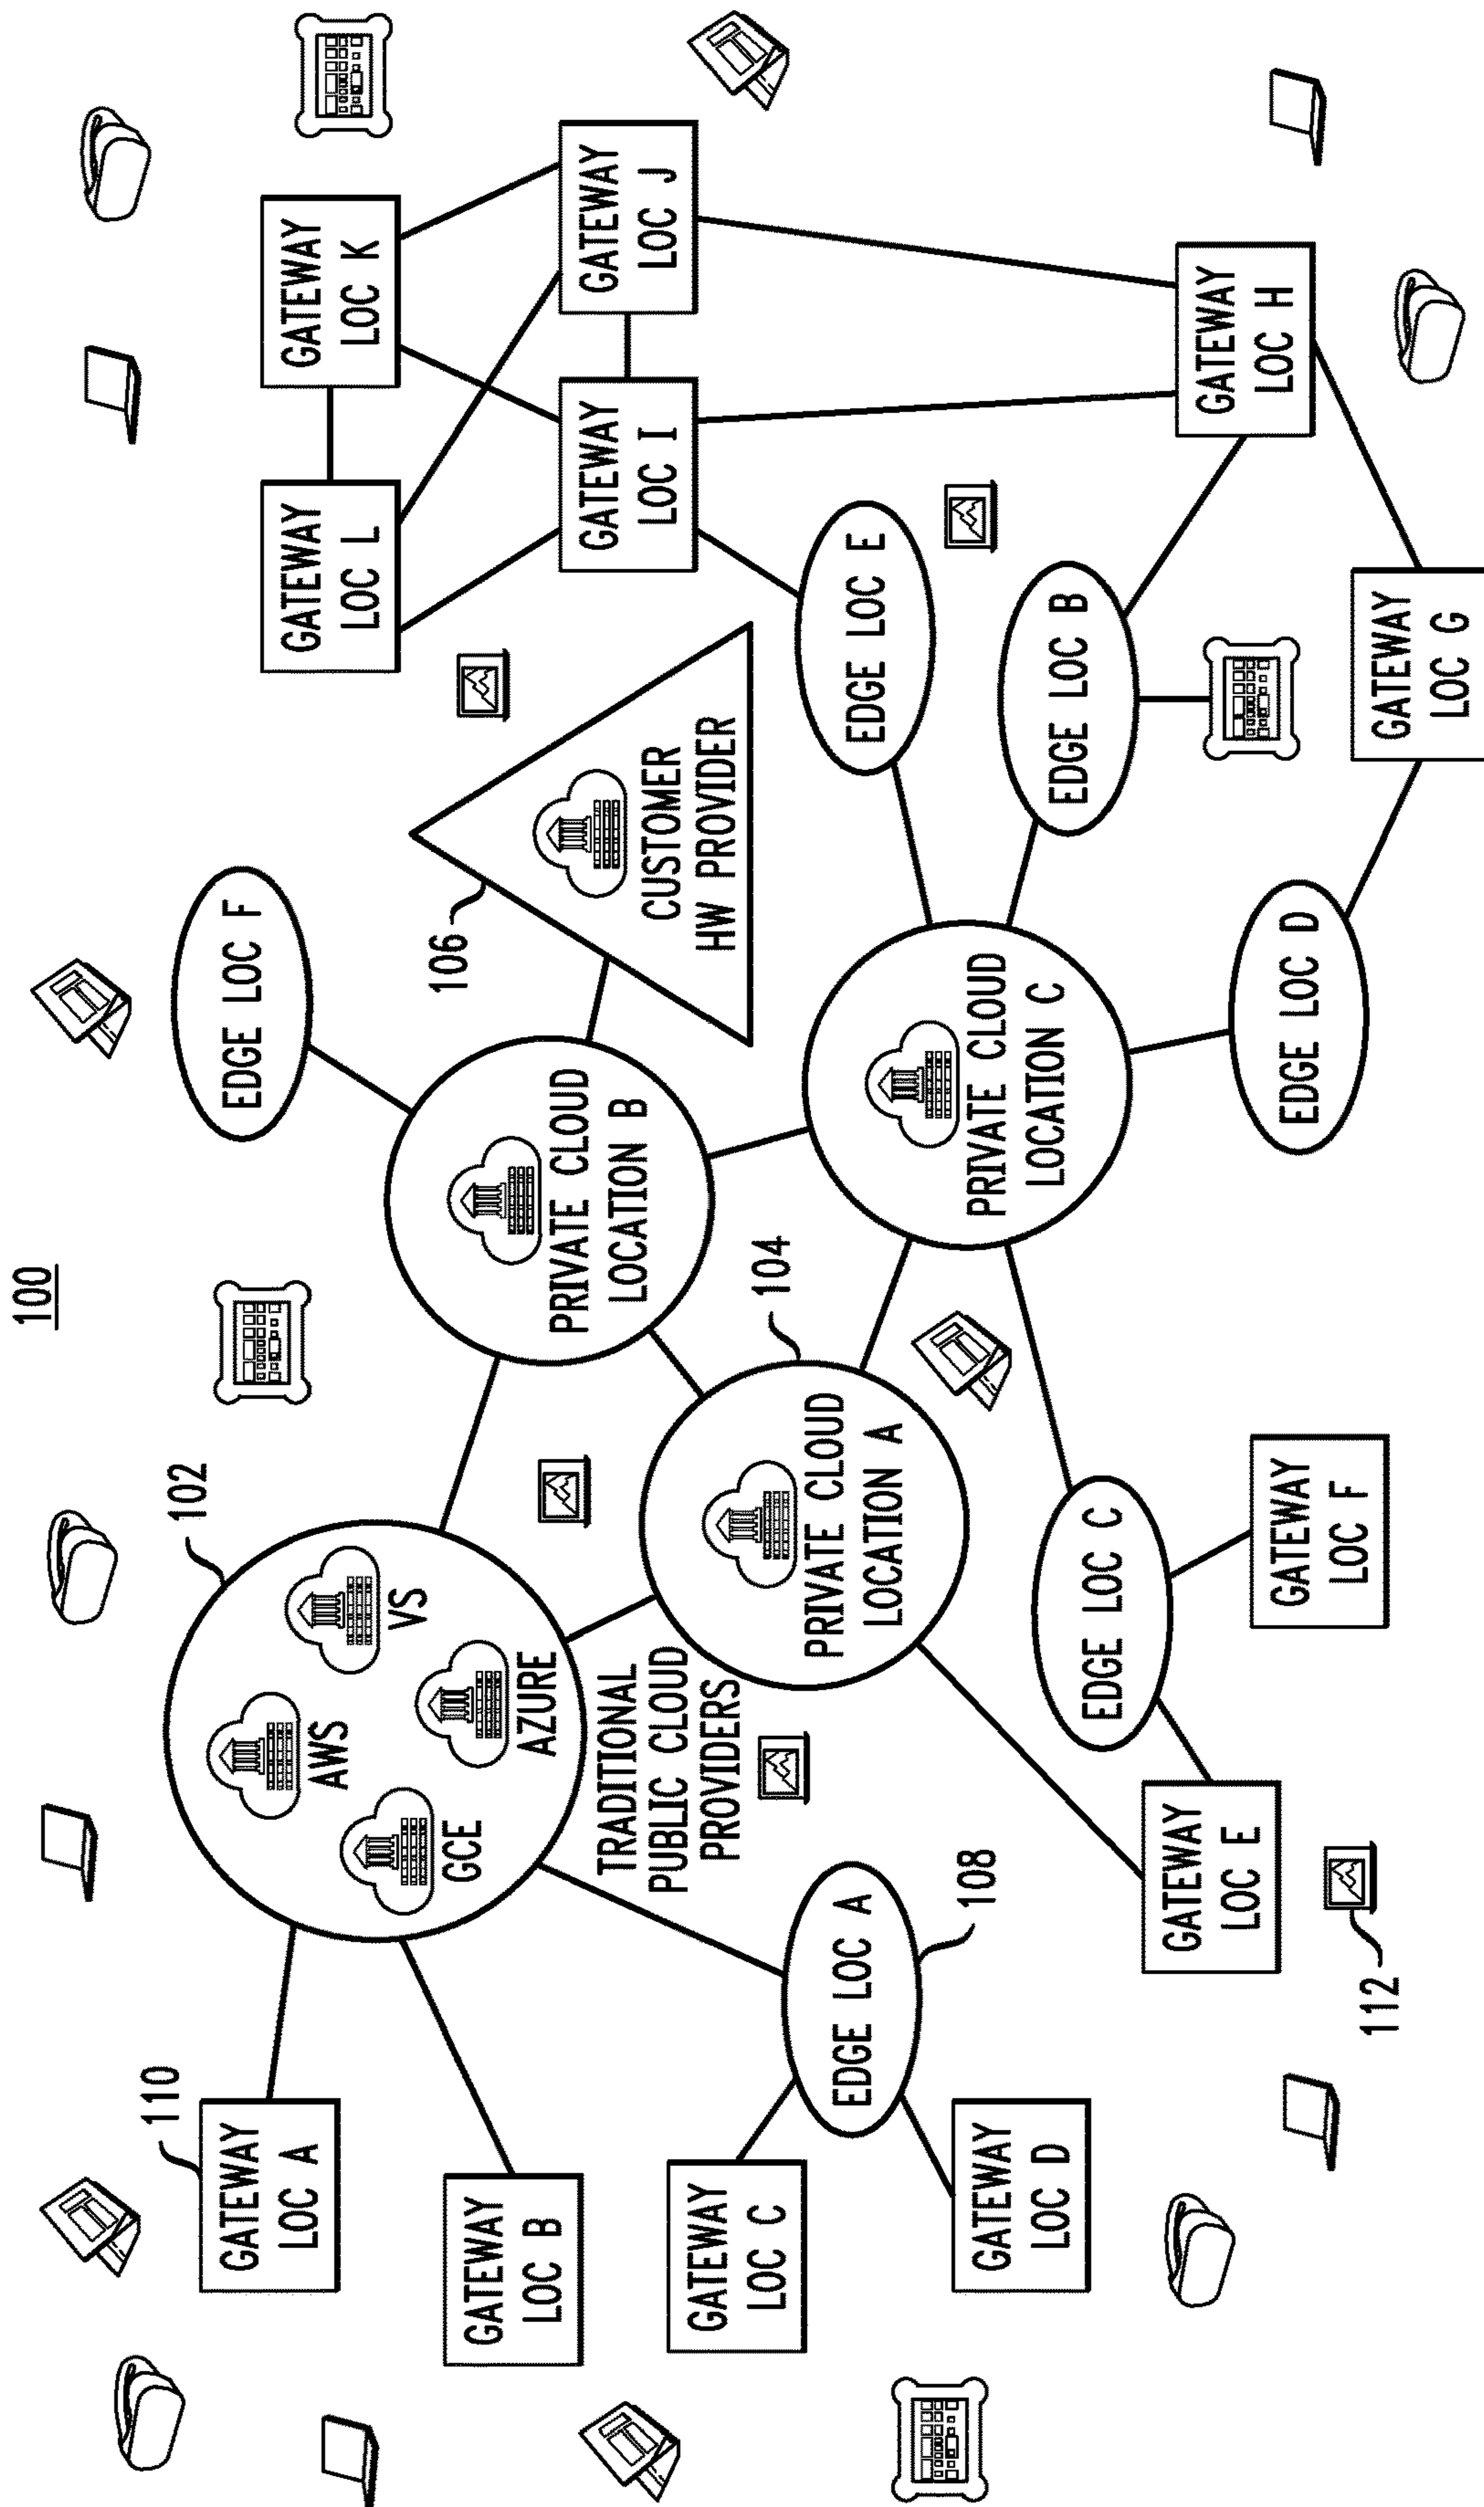 100
GATEWAY
LOC A
110
GATEWAY
LOC B
GATEWAY
LOC C
GATEWAY
LOC D
102
AWS
VS
GCE
AZURE
TRADITIONAL
PUBLIC CLOUD
PROVIDERS
EDGE LOC A
108
GATEWAY
LOC E
112
EDGE LOC C
GATEWAY
LOC F
PRIVATE CLOUD
LOCATION A
104
PRIVATE CLOUD
LOCATION B
EDGE LOC F
106
CUSTOMER
HW PROVIDER
PRIVATE CLOUD
LOCATION C
EDGE LOC D
EDGE LOC B
EDGE LOC E
GATEWAY
LOC L
GATEWAY
LOC K
GATEWAY
LOC I
GATEWAY
LOC J
GATEWAY
LOC H
GATEWAY
LOC G